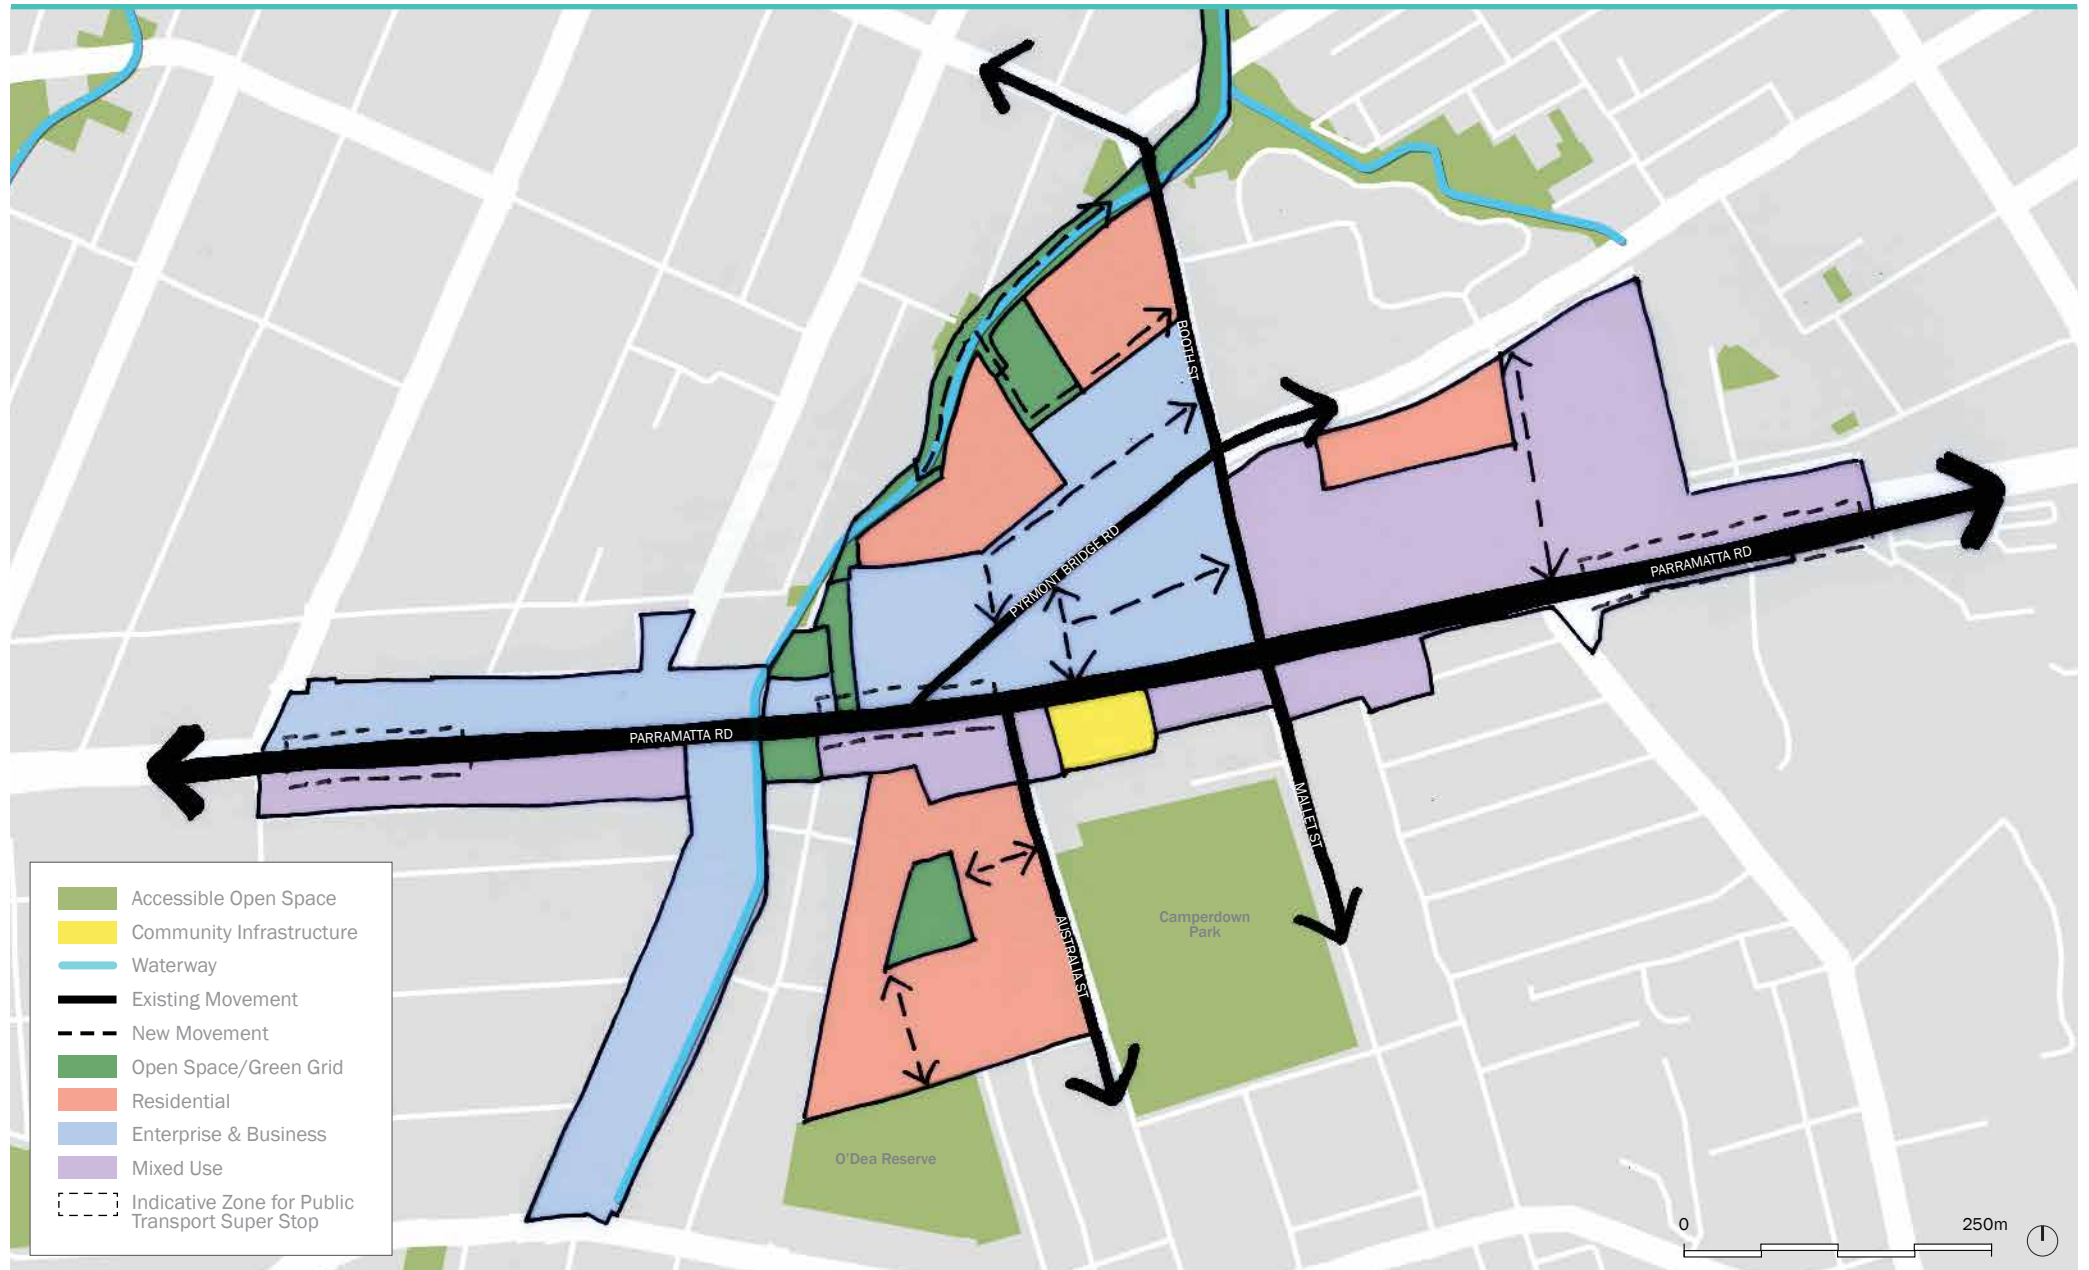 BOOTH ST
PYRMONT BRIDGE RD
PARRAMATTA RD
PARRAMATTA RD
MALLET ST
AUSTRALIA ST
Camperdown
Park
O'Dea Reserve
Accessible Open Space
Community Infrastructure
Waterway
Existing Movement
New Movement
Open Space/Green Grid
Residential
Enterprise & Business
Mixed Use
Indicative Zone for Public
Transport Super Stop
0
250m